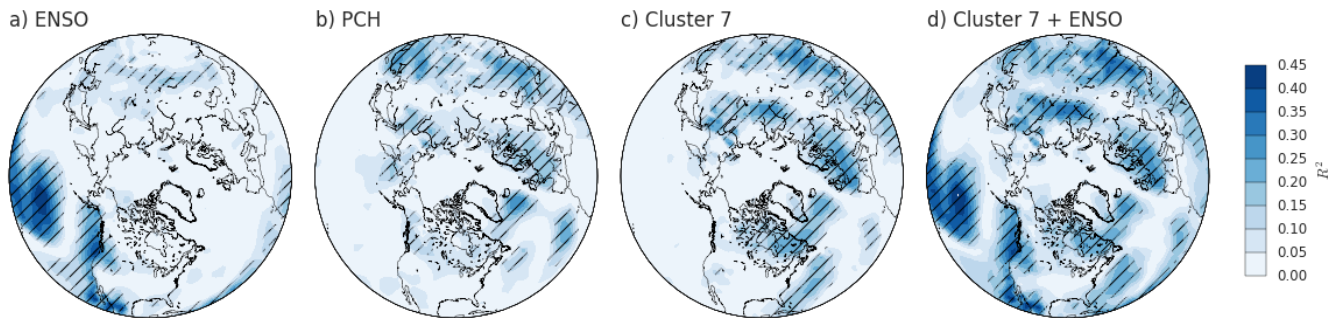 a) ENSO
b) PCH
c) Cluster 7
d) Cluster 7 + ENSO
0.45
0.40
0.35
0.30
0.25
0.20
0.15
0.10
0.05
0.00
R²